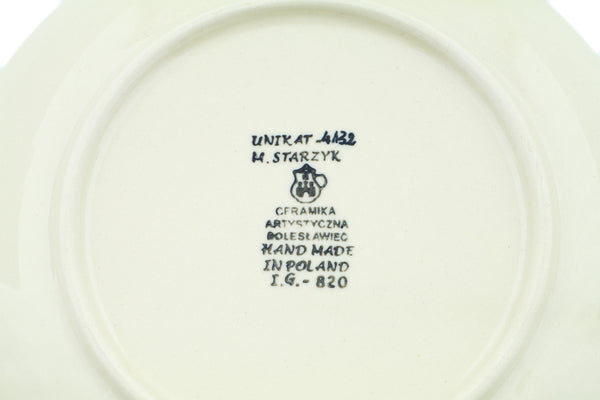 UNIKAT 4132
M. STARZYK
CERAMIKA
ARTYSTYCZNA
BOLESŁAWIEC
HAND MADE
IN POLAND
I.G.- 820